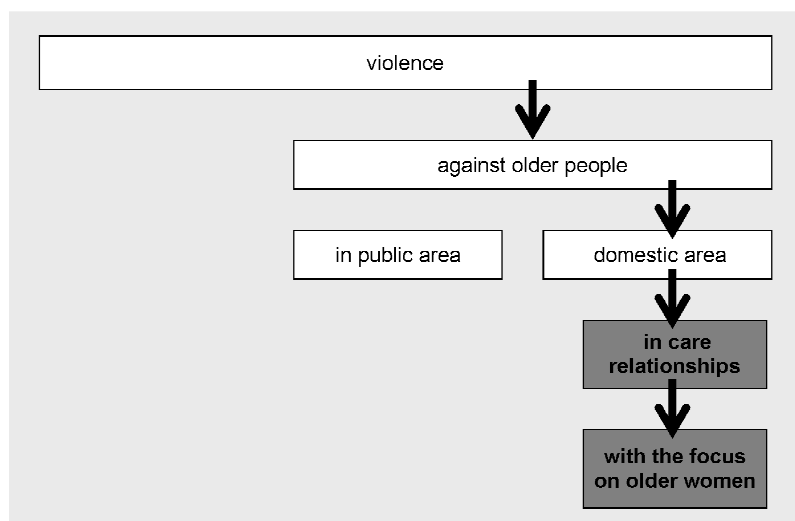 violence
against older people
in public area
domestic area
in care
relationships
with the focus
on older women